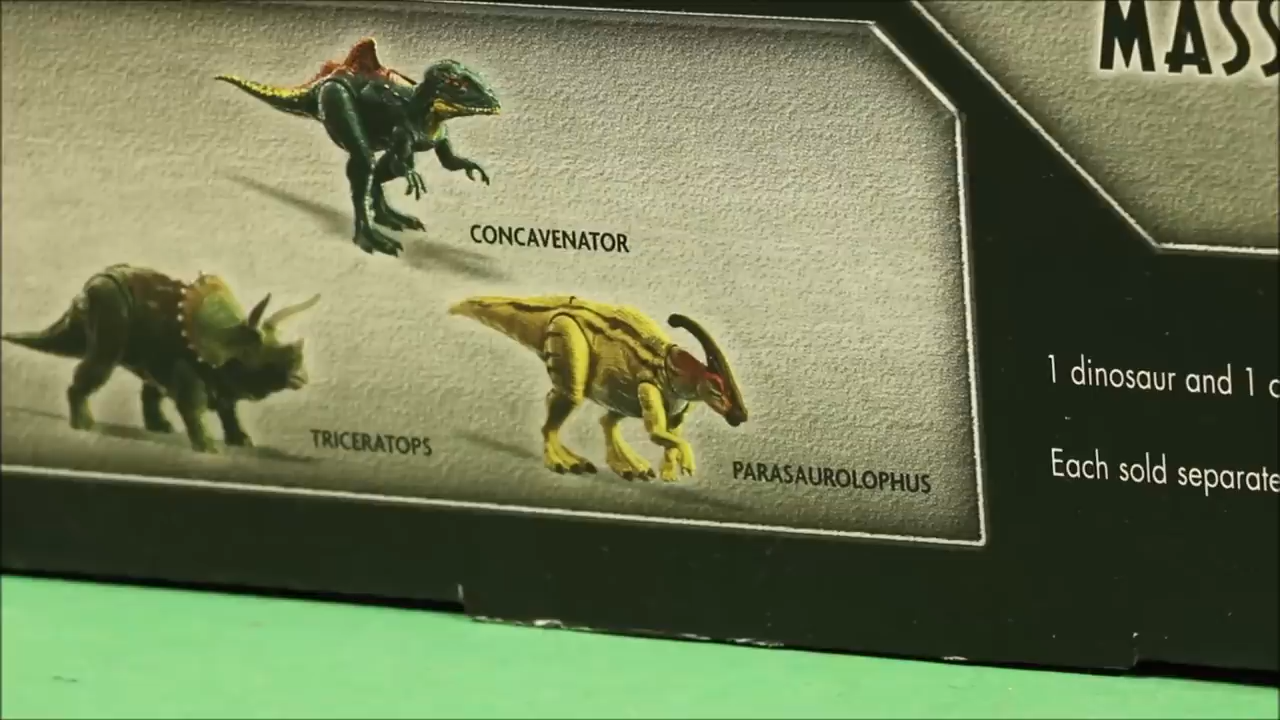 MASS
CONCAVENATOR
TRICERATOPS
PARASAUROLOPHUS
1 dinosaur and 1 c
Each sold separate